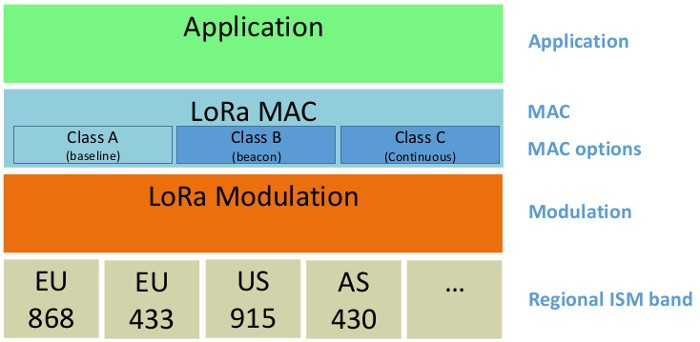 Application
Application
LoRa MAC
MAC
Class A
(baseline)
Class B
(beacon)
Class C
(Continuous)
MAC options
LoRa Modulation
Modulation
EU
868
EU
433
US
915
AS
430
...
Regional ISM band